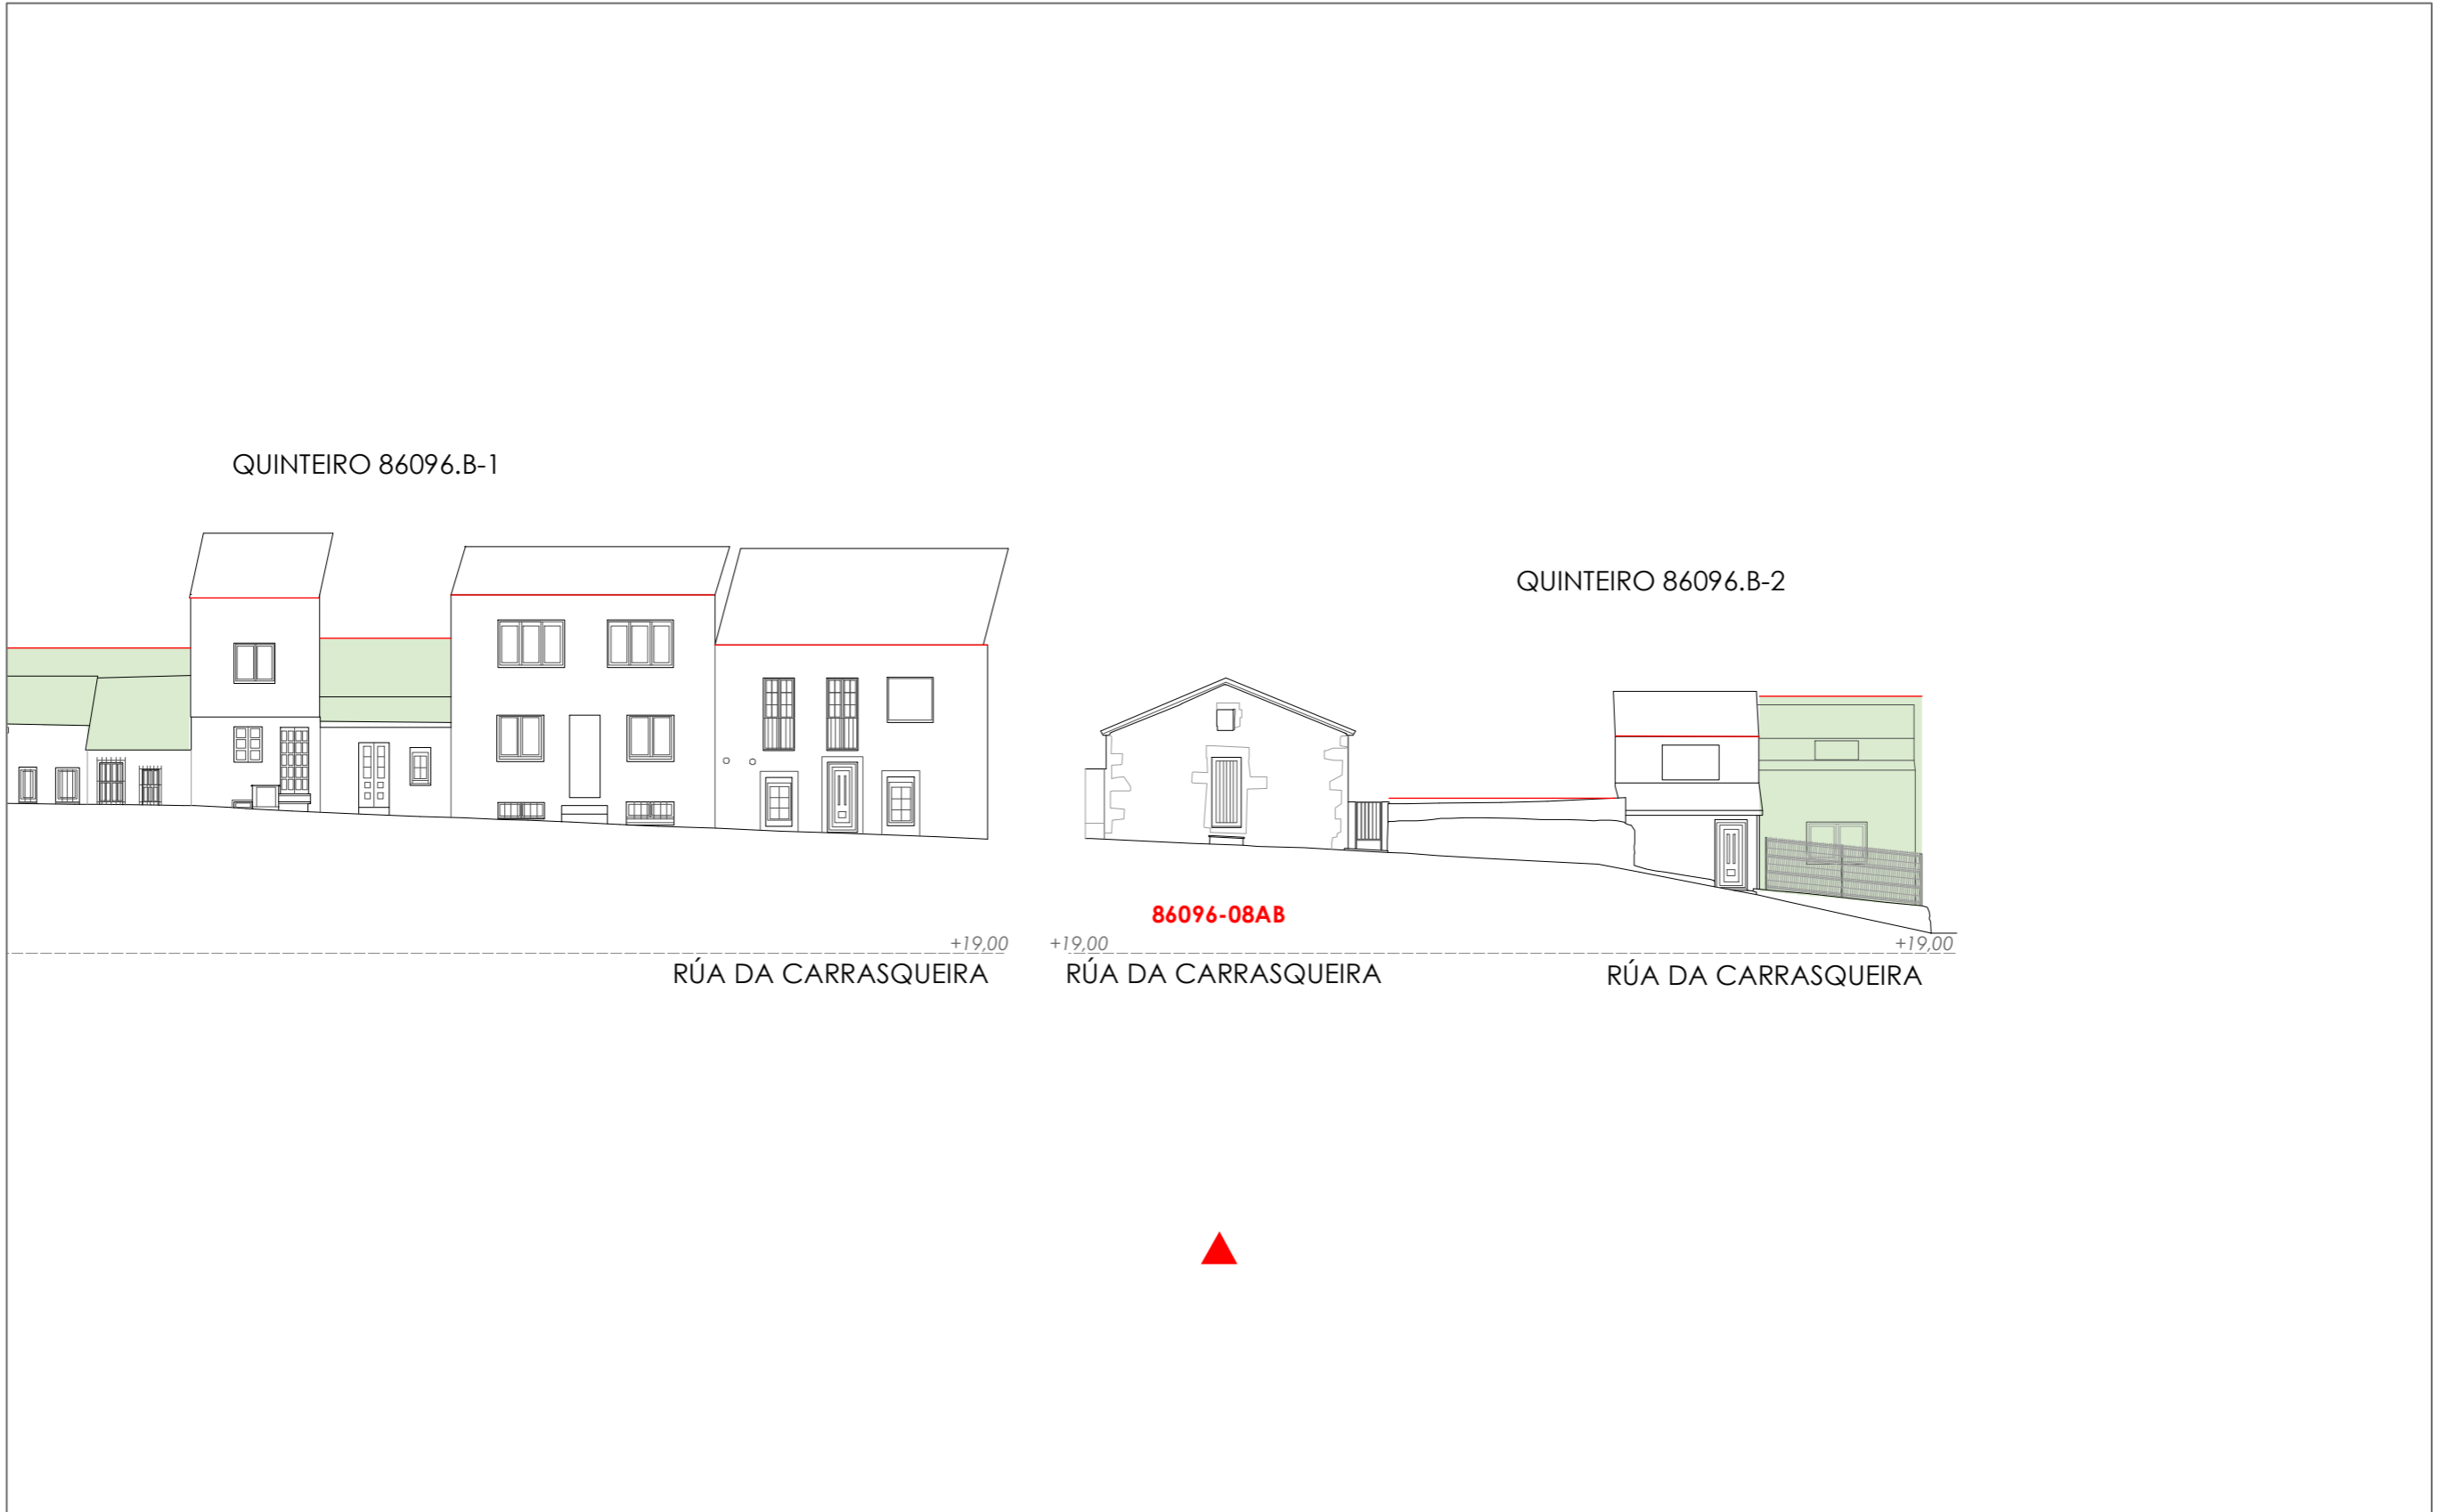 QUINTEIRO 86096.B-1
QUINTEIRO 86096.B-2
86096-08AB
+19,00
+19,00
+19,00
RÚA DA CARRASQUEIRA
RÚA DA CARRASQUEIRA
RÚA DA CARRASQUEIRA